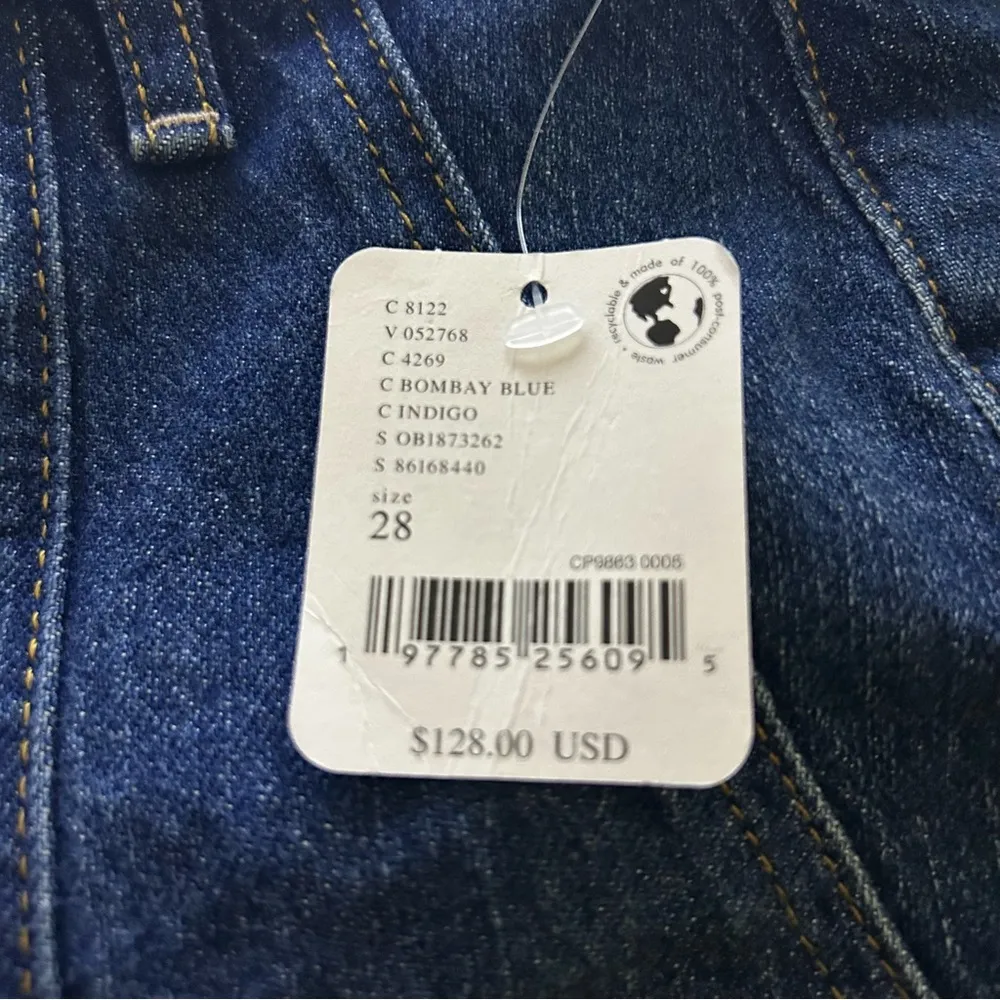 recyclable & made of 100% post-consumer waste •
C 8122
V 052768
C 4269
C BOMBAY BLUE
C INDIGO
S OB1873262
S 86168440
size
28
CP9863 0005
1 97785 25609 5
$128.00 USD